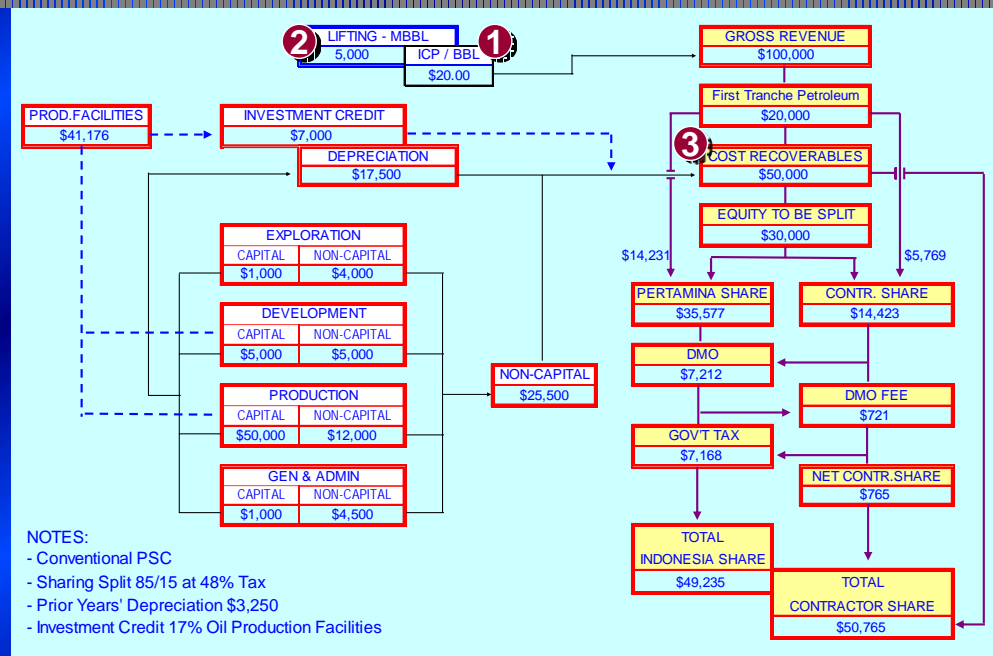 2
LIFTING - MBBL
5,000
1
ICP / BBL
$20.00
GROSS REVENUE
$100,000
First Tranche Petroleum
$20,000
PROD.FACILITIES
$41,176
INVESTMENT CREDIT
$7,000
DEPRECIATION
$17,500
3
COST RECOVERABLES
$50,000
EQUITY TO BE SPLIT
$30,000
$14,231
$5,769
EXPLORATION
CAPITAL NON-CAPITAL
$1,000 $4,000
DEVELOPMENT
CAPITAL NON-CAPITAL
$5,000 $5,000
PRODUCTION
CAPITAL NON-CAPITAL
$50,000 $12,000
GEN & ADMIN
CAPITAL NON-CAPITAL
$1,000 $4,500
NON-CAPITAL
$25,500
PERTAMINA SHARE
$35,577
CONTR. SHARE
$14,423
DMO
$7,212
DMO FEE
$721
GOV'T TAX
$7,168
NET CONTR.SHARE
$765
TOTAL
INDONESIA SHARE
$49,235
TOTAL
CONTRACTOR SHARE
$50,765
NOTES:
- Conventional PSC
- Sharing Split 85/15 at 48% Tax
- Prior Years' Depreciation $3,250
- Investment Credit 17% Oil Production Facilities